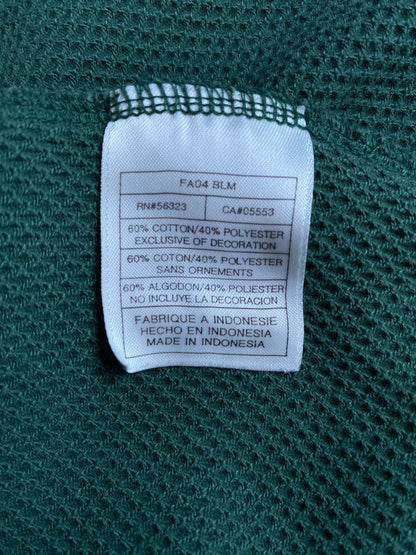 FA04 BLM
RN#56323 CA#05553
60% COTTON/40% POLYESTER
EXCLUSIVE OF DECORATION
60% COTON/40% POLYESTER
SANS ORNEMENTS
60% ALGODON/40% POLIESTER
NO INCLUYE LA DECORACION
FABRIQUE A INDONESIE
HECHO EN INDONESIA
MADE IN INDONESIA